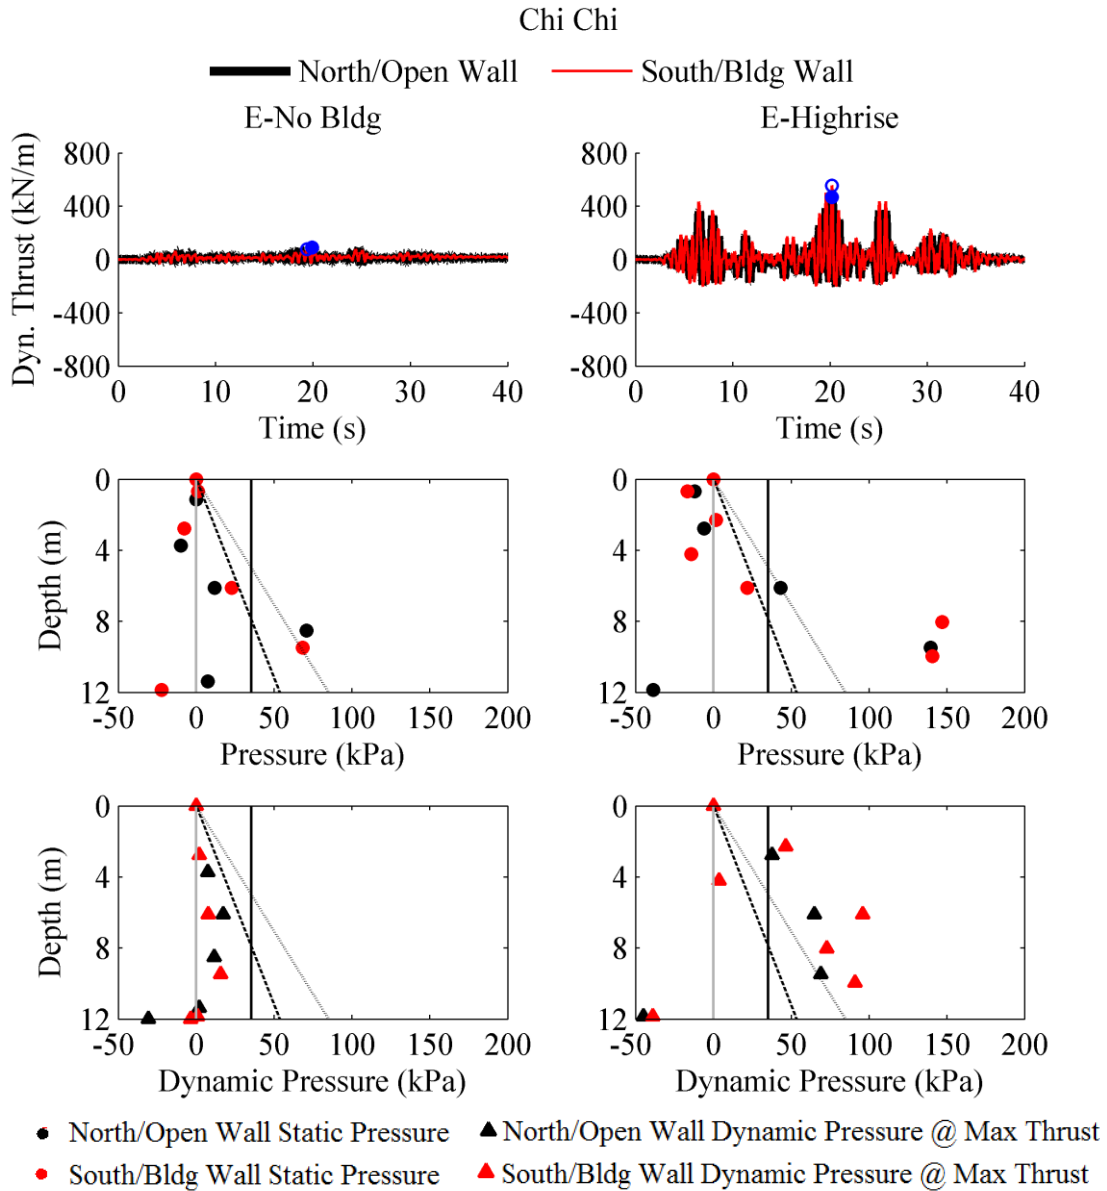 Chi Chi
North/Open Wall South/Bldg Wall
E-No Bldg E-Highrise
Dyn. Thrust (kN/m)
800 400 0 -400 -800
0 10 20 30 40
Time (s)
800 400 0 -400 -800
0 10 20 30 40
Time (s)
Depth (m)
0 4 8 12
-50 0 50 100 150 200
Pressure (kPa)
0 4 8 12
-50 0 50 100 150 200
Pressure (kPa)
Depth (m)
0 4 8 12
-50 0 50 100 150 200
Dynamic Pressure (kPa)
0 4 8 12
-50 0 50 100 150 200
Dynamic Pressure (kPa)
North/Open Wall Static Pressure North/Open Wall Dynamic Pressure @ Max Thrust
South/Bldg Wall Static Pressure South/Bldg Wall Dynamic Pressure @ Max Thrust